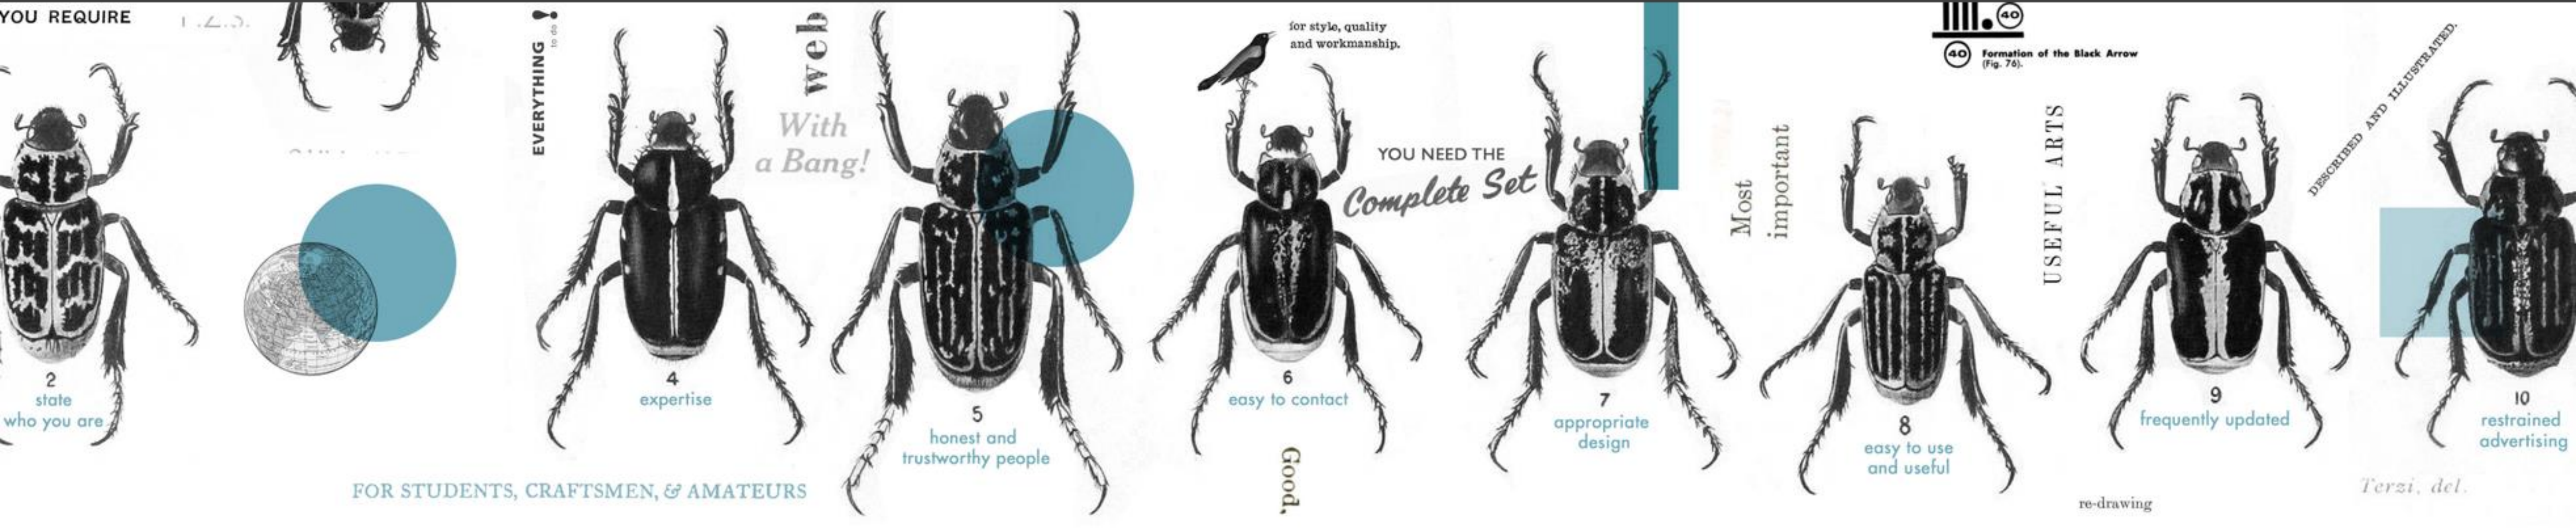 YOU REQUIRE
2
state
who you are
EVERYTHING
to do
!
4
expertise
web
With
a Bang!
5
honest and
trustworthy people
FOR STUDENTS, CRAFTSMEN, & AMATEURS
for style, quality
and workmanship.
6
easy to contact
Good,
YOU NEED THE
Complete Set
7
appropriate
design
Most
important
8
easy to use
and useful
40
40 Formation of the Black Arrow
(Fig. 76).
USEFUL ARTS
9
frequently updated
re-drawing
DESCRIBED AND ILLUSTRATED.
10
restrained
advertising
Terzi, del.